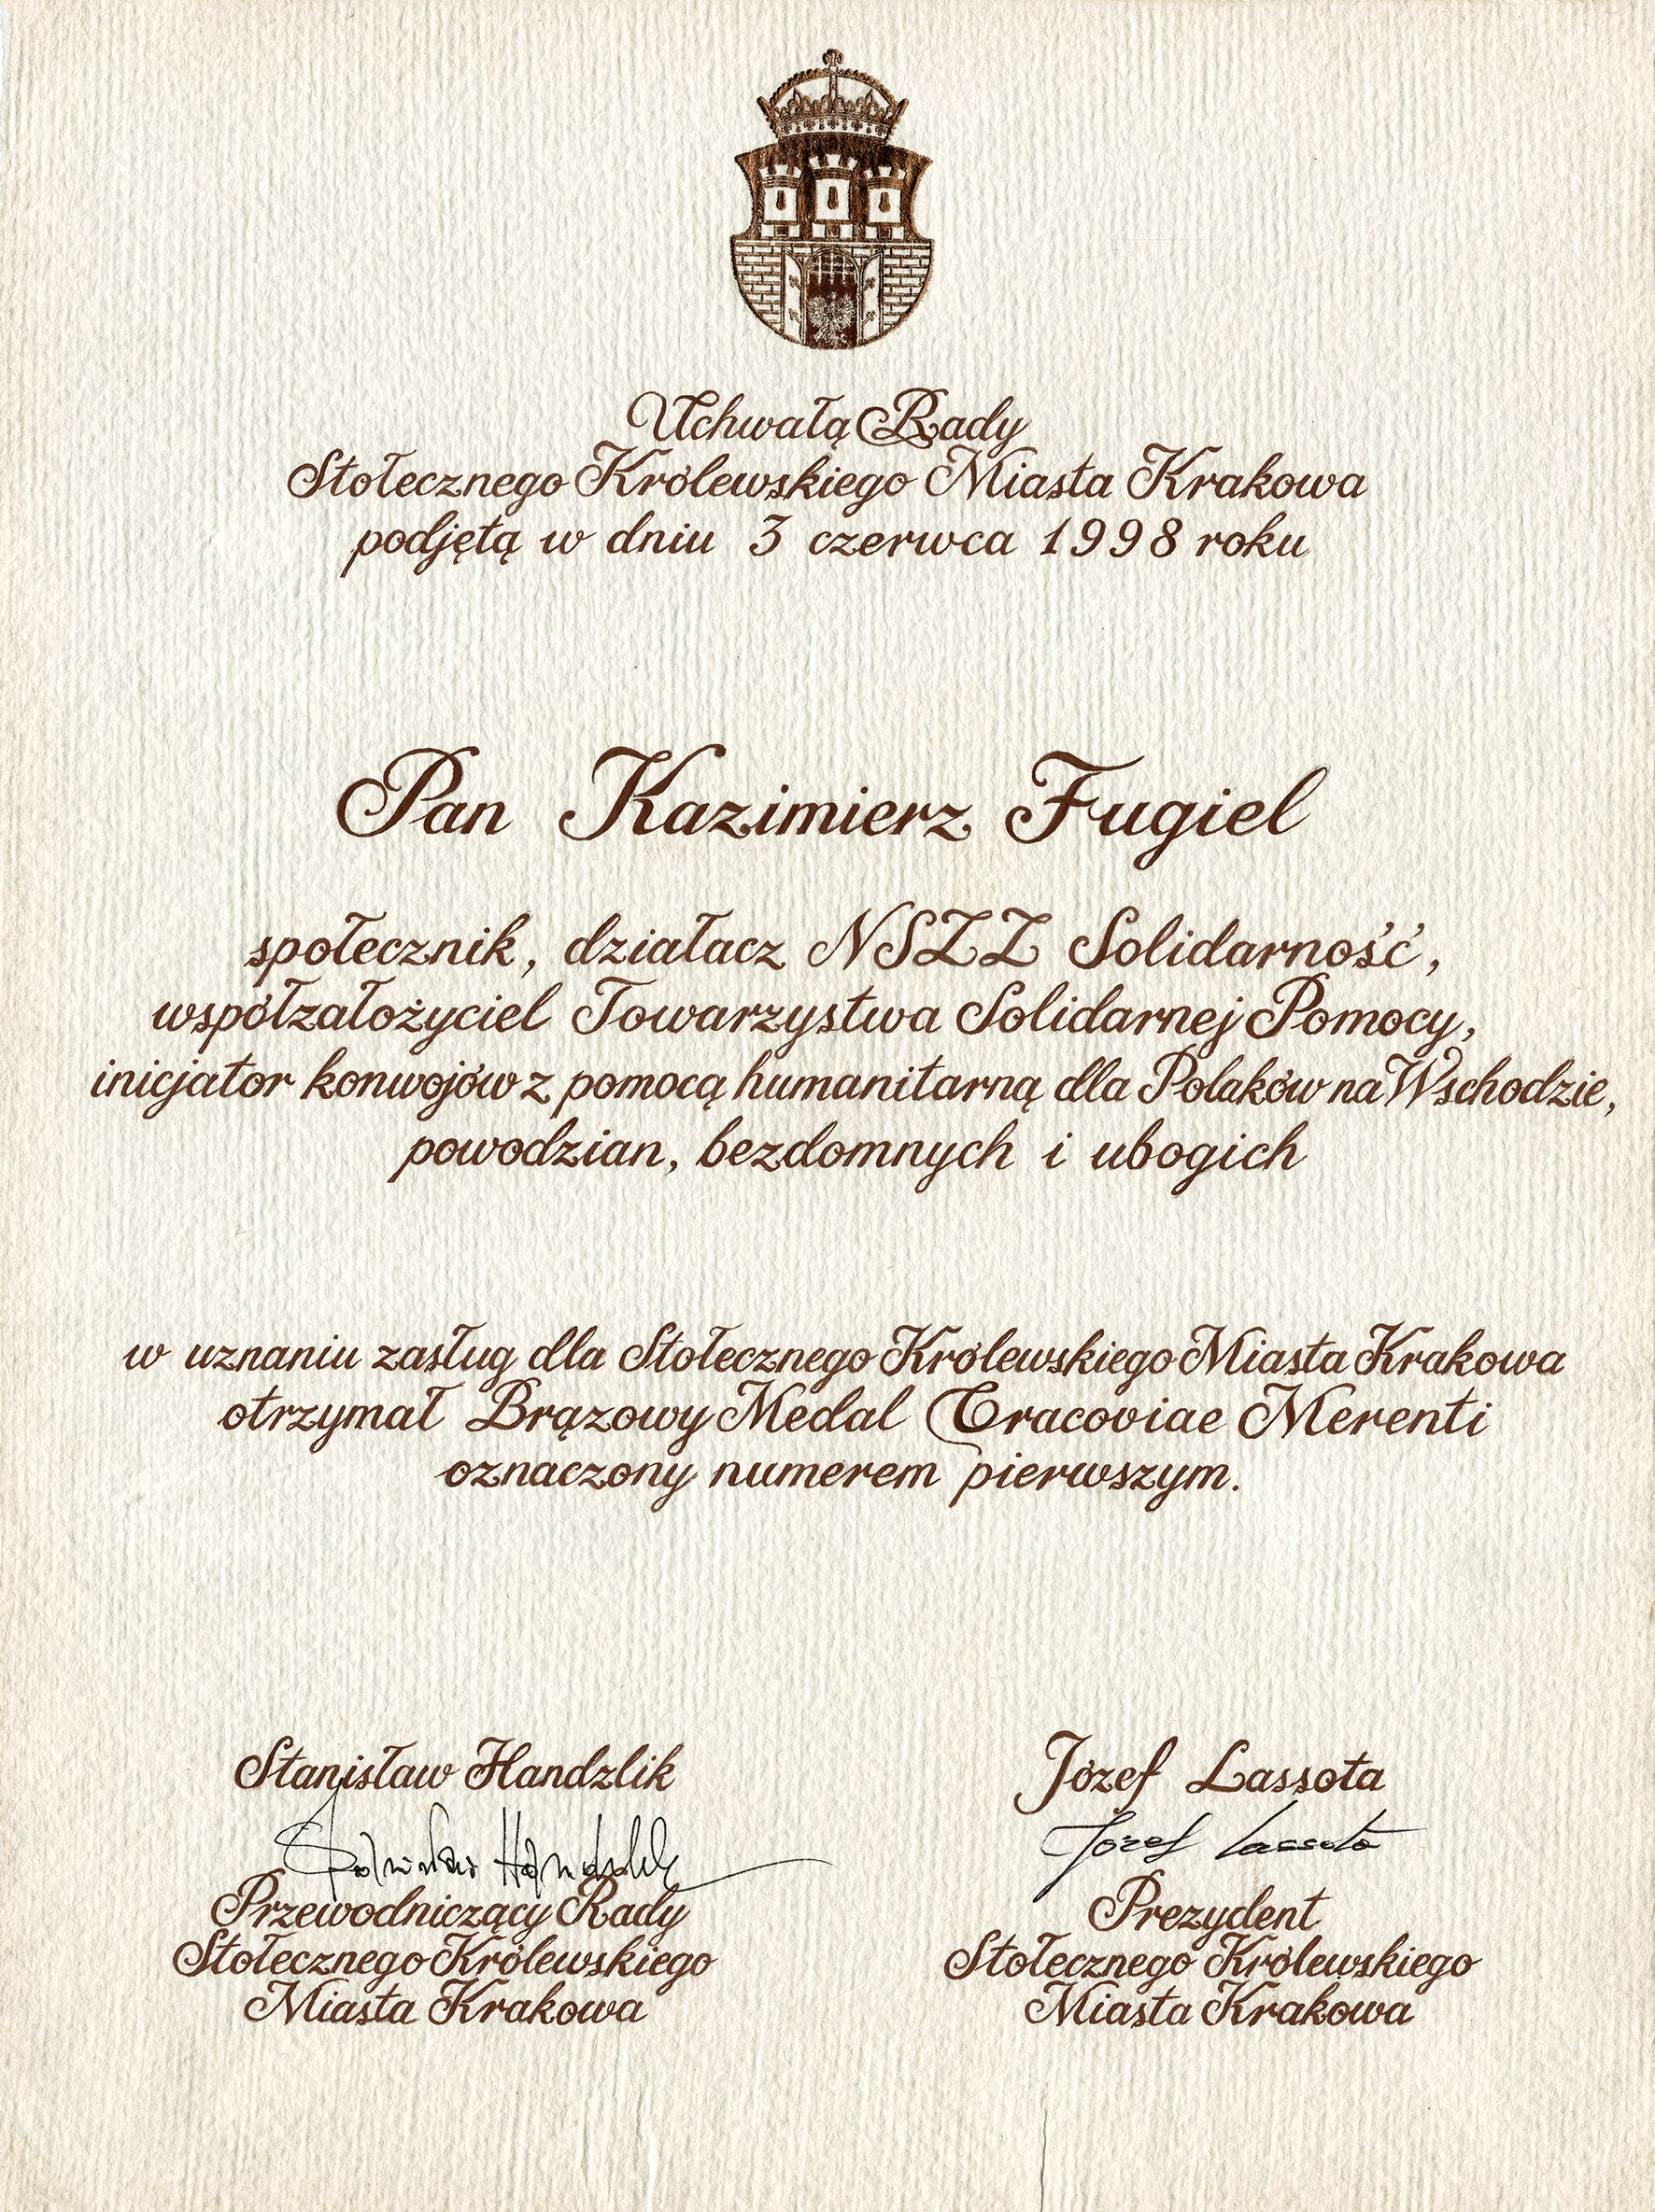 Uchwałą Rady
Stołecznego Królewskiego Miasta Krakowa
podjętą w dniu 3 czerwca 1998 roku
Pan Kazimierz Fugiel
społecznik, działacz NSZZ Solidarność,
współzałożyciel Towarzystwa Solidarnej Pomocy,
inicjator konwojów z pomocą humanitarną dla Polaków na Wschodzie,
powodzian, bezdomnych i ubogich
w uznaniu zasług dla Stołecznego Królewskiego Miasta Krakowa
otrzymał Brązowy Medal Cracoviae Merenti
oznaczony numerem pierwszym.
Stanisław Handzlik
Stanisław Handzlik
Przewodniczący Rady
Stołecznego Królewskiego
Miasta Krakowa
Józef Lassota
Józef Lassota
Prezydent
Stołecznego Królewskiego
Miasta Krakowa